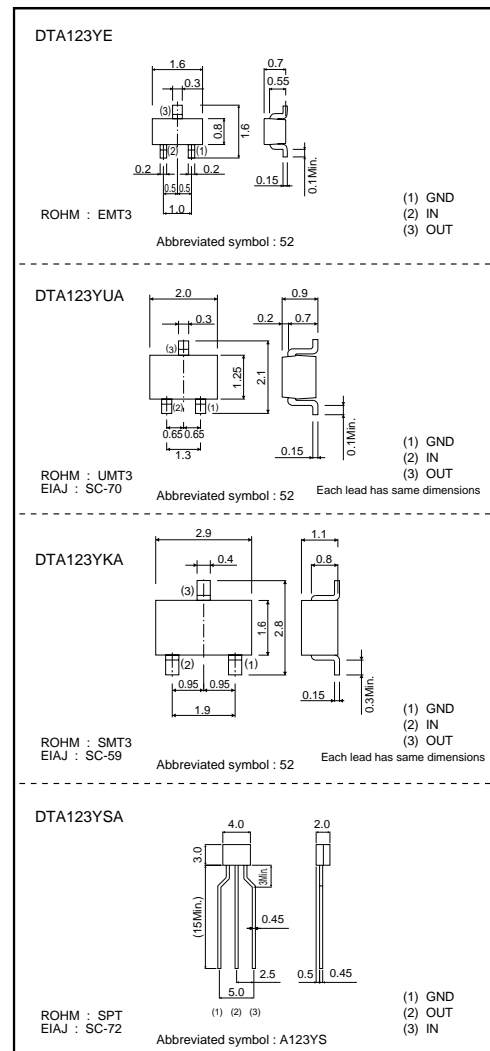 DTA123YE
1.6
0.3
(3)
0.8
1.6
(2)
(1)
0.2
0.2
0.5
0.5
1.0
0.7
0.55
0.15
0.1Min.
ROHM : EMT3
Abbreviated symbol : 52
(1) GND
(2) IN
(3) OUT
DTA123YUA
2.0
0.3
(3)
1.25
2.1
(2)
(1)
0.65
0.65
1.3
0.9
0.2
0.7
0.15
0.1Min.
(1) GND
(2) IN
(3) OUT
Each lead has same dimensions
ROHM : UMT3
EIAJ : SC-70
Abbreviated symbol : 52
DTA123YKA
2.9
0.4
(3)
1.6
2.8
(2)
(1)
0.95
0.95
1.9
1.1
0.8
0.15
0.3Min.
(1) GND
(2) IN
(3) OUT
Each lead has same dimensions
ROHM : SMT3
EIAJ : SC-59
Abbreviated symbol : 52
DTA123YSA
4.0
2.0
3.0
3Min.
(15Min.)
0.45
2.5
5.0
0.5
0.45
(1) (2) (3)
(1) GND
(2) OUT
(3) IN
ROHM : SPT
EIAJ : SC-72
Abbreviated symbol : A123YS